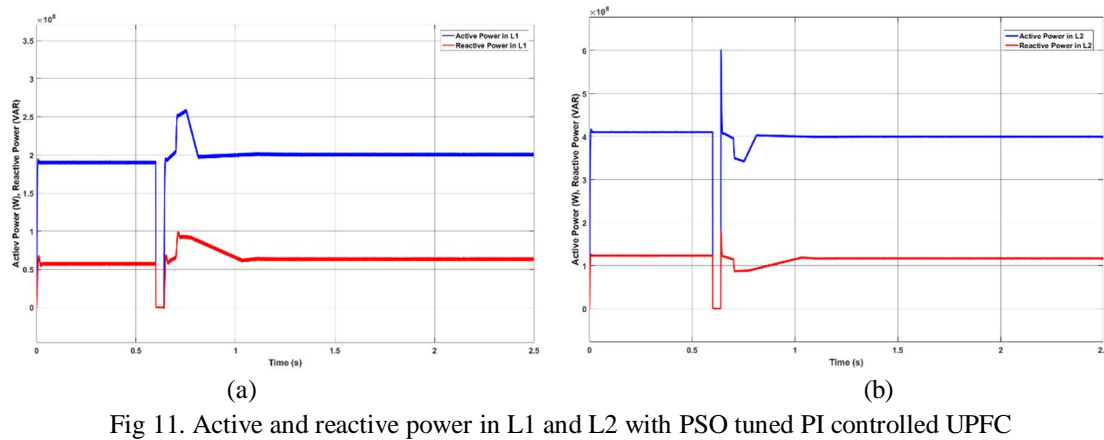 ×10⁸
3.5
3
2.5
2
1.5
1
0.5
0
0
0.5
1
1.5
2
2.5
Actiev Power (W), Reactive Power (VAR)
Time (s)
Active Power in L1
Reactive Power in L1
(a)
×10⁸
6
5
4
3
2
1
0
0
0.5
1
1.5
2
2.5
Active Power (W), Reactive Power (VAR)
Time (s)
Active Power in L2
Reactive Power in L2
(b)
Fig 11. Active and reactive power in L1 and L2 with PSO tuned PI controlled UPFC